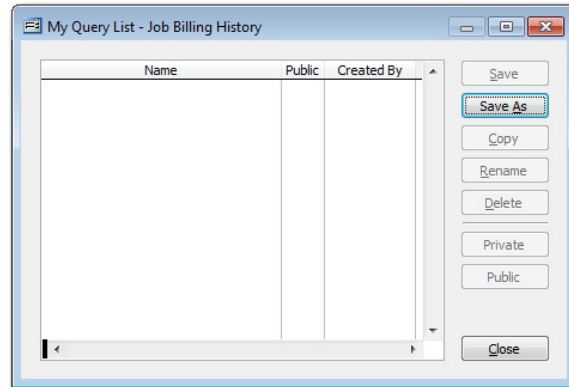 My Query List - Job Billing History
Name Public Created By
Save
Save As
Copy
Rename
Delete
Private
Public
Close